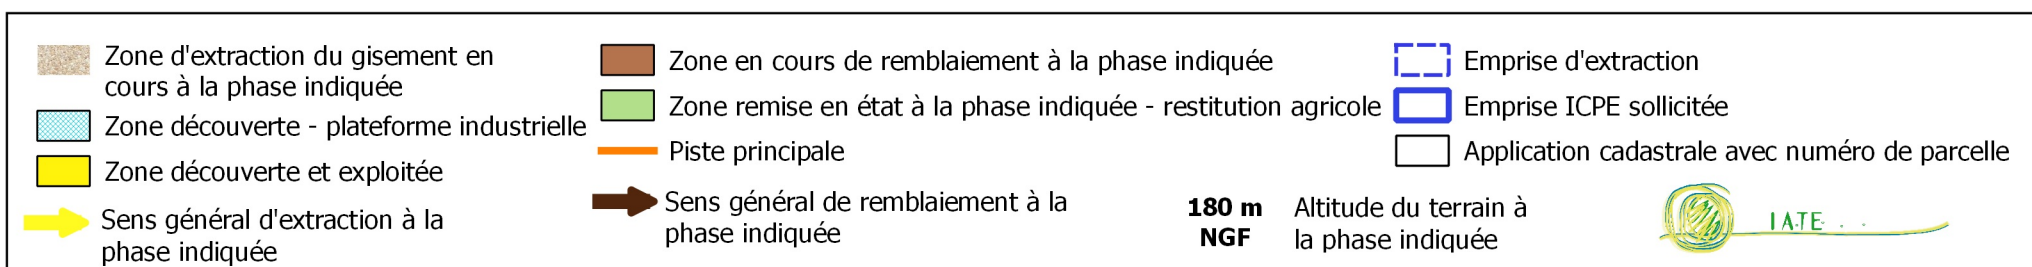 Zone d'extraction du gisement en
cours à la phase indiquée
Zone découverte - plateforme industrielle
Zone découverte et exploitée
Sens général d'extraction à la
phase indiquée
Zone en cours de remblaiement à la phase indiquée
Zone remise en état à la phase indiquée - restitution agricole
Piste principale
Sens général de remblaiement à la
phase indiquée
Emprise d'extraction
Emprise ICPE sollicitée
Application cadastrale avec numéro de parcelle
180 m
NGF
Altitude du terrain à
la phase indiquée
IATE